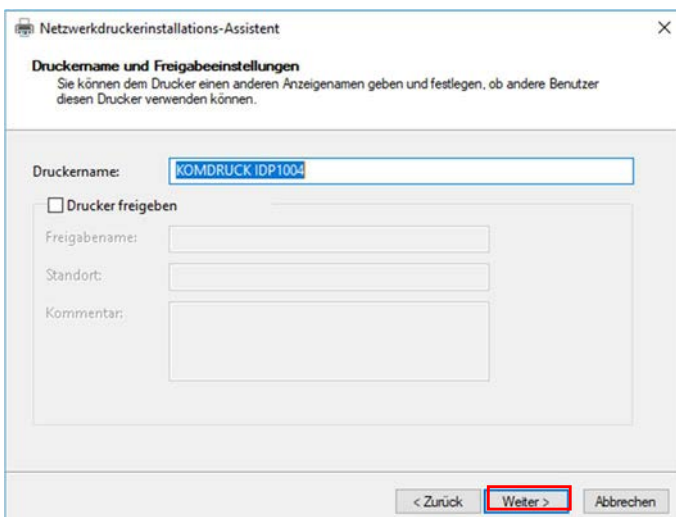 Netzwerkdruckerinstallations-Assistent
Druckername und Freigabeeinstellungen
Sie können dem Drucker einen anderen Anzeigenamen geben und festlegen, ob andere Benutzer
diesen Drucker verwenden können.
Druckername: KOMDRUCK IDP1004
Drucker freigeben
Freigabename:
Standort:
Kommentar:
< Zurück Weiter > Abbrechen